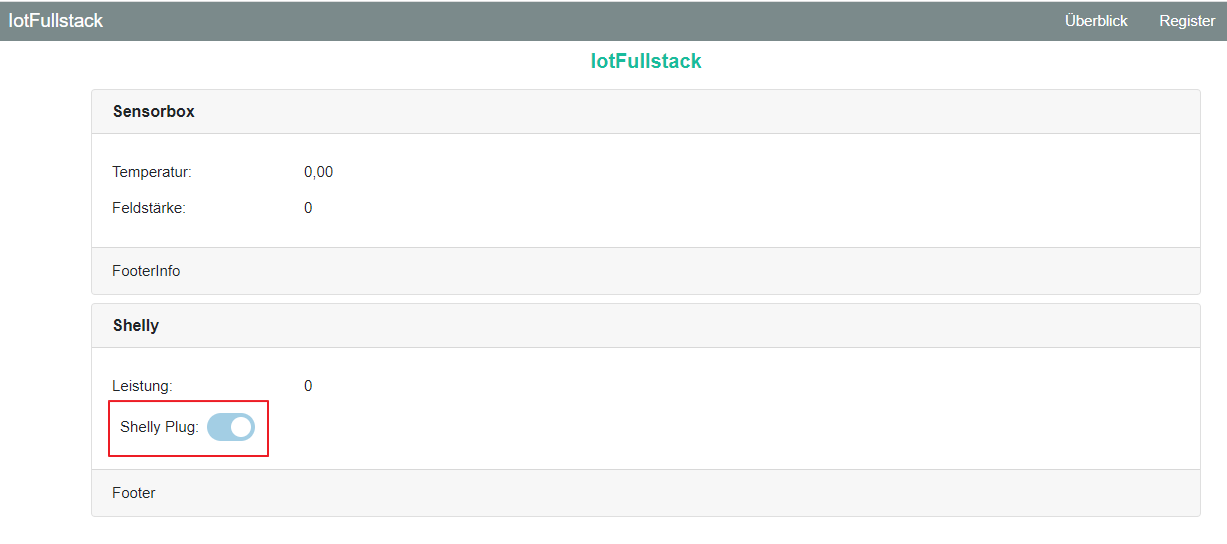 IotFullstack Überblick Register
IotFullstack
Sensorbox
Temperatur: 0,00
Feldstärke: 0
FooterInfo
Shelly
Leistung: 0
Shelly Plug:
Footer